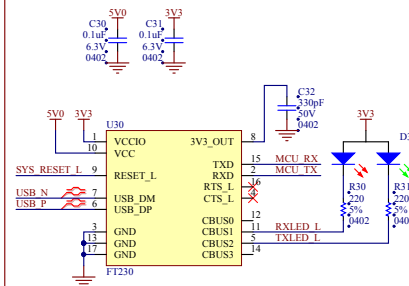 5V0 3V3
C30 C31
0.1uF 0.1uF
6.3V 6.3V
0402 0402
C32
330pF
50V
0402
5V0 3V3 U30 3V3 D3
1 VCCIO 3V3_OUT 8
10 VCC
TXD 15 MCU_RX
SYS_RESET_L 9 RESET_L RXD 2 MCU_TX
RTS_L 16
USB_N 7 USB_DM CTS_L
USB_P 6 USB_DP
R30 R31
220 220
5% 5%
0402 040
CBUS0 12
3 GND CBUS1 11 RXLED_L
13 GND CBUS2 5 TXLED_L
17 GND CBUS3 14
FT230